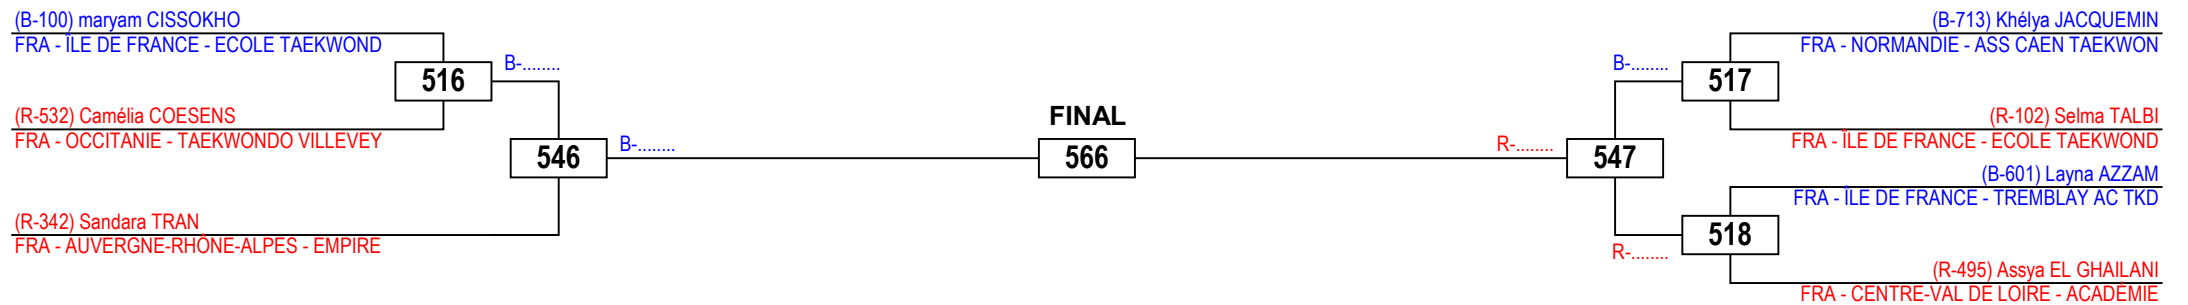 (B-100) maryam CISSOKHO
FRA - ÎLE DE FRANCE - ECOLE TAEKWOND
516
B-........
(R-532) Camélia COESENS
FRA - OCCITANIE - TAEKWONDO VILLEVEY
546
B-........
(R-342) Sandara TRAN
FRA - AUVERGNE-RHÔNE-ALPES - EMPIRE
FINAL
566
(B-713) Khélya JACQUEMIN
FRA - NORMANDIE - ASS CAEN TAEKWON
B-........
517
(R-102) Selma TALBI
FRA - ÎLE DE FRANCE - ECOLE TAEKWOND
R-........
547
(B-601) Layna AZZAM
FRA - ÎLE DE FRANCE - TREMBLAY AC TKD
518
R-........
(R-495) Assya EL GHAILANI
FRA - CENTRE-VAL DE LOIRE - ACADÉMIE